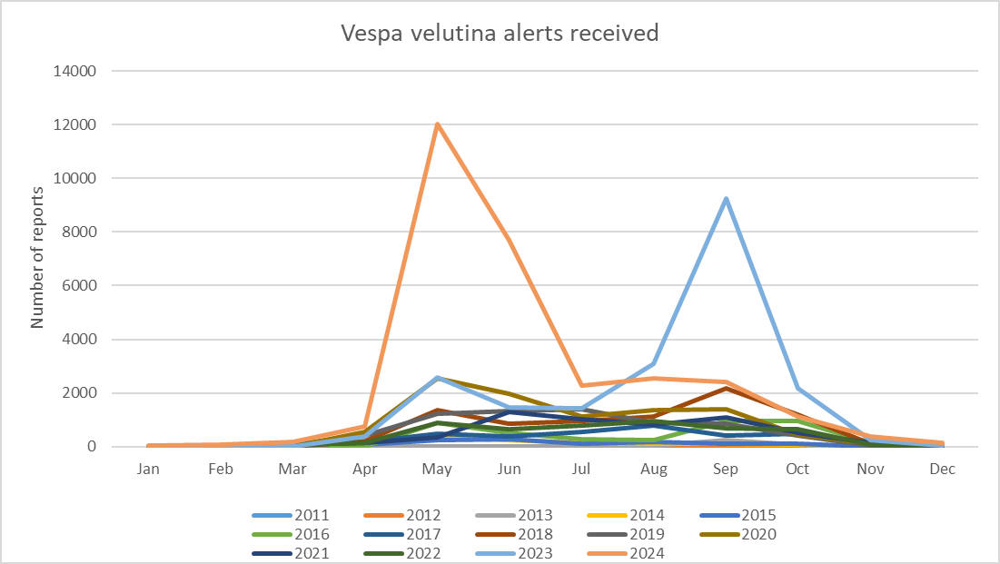 Vespa velutina alerts received
14000
12000
10000
8000
6000
4000
2000
0
Number of reports
Jan Feb Mar Apr May Jun Jul Aug Sep Oct Nov Dec
2011 2012 2013 2014 2015
2016 2017 2018 2019 2020
2021 2022 2023 2024